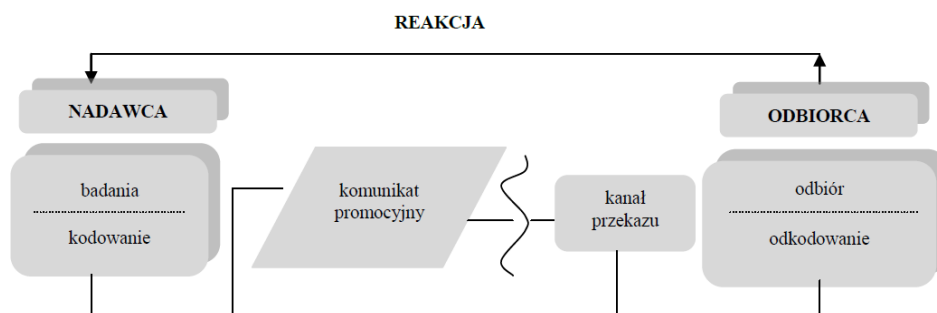 REAKCJA
NADAWCA
ODBIORCA
badania
kodowanie
komunikat
promocyjny
kanał
przekazu
odbiór
odkodowanie